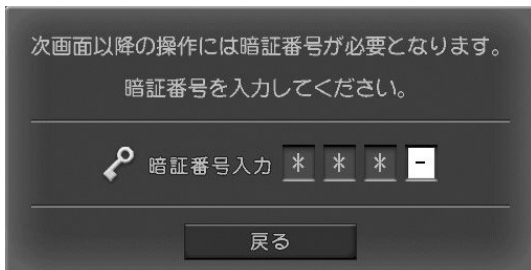 次画面以降の操作には暗証番号が必要となります。
暗証番号を入力してください。
暗証番号入力 * * * -
戻る